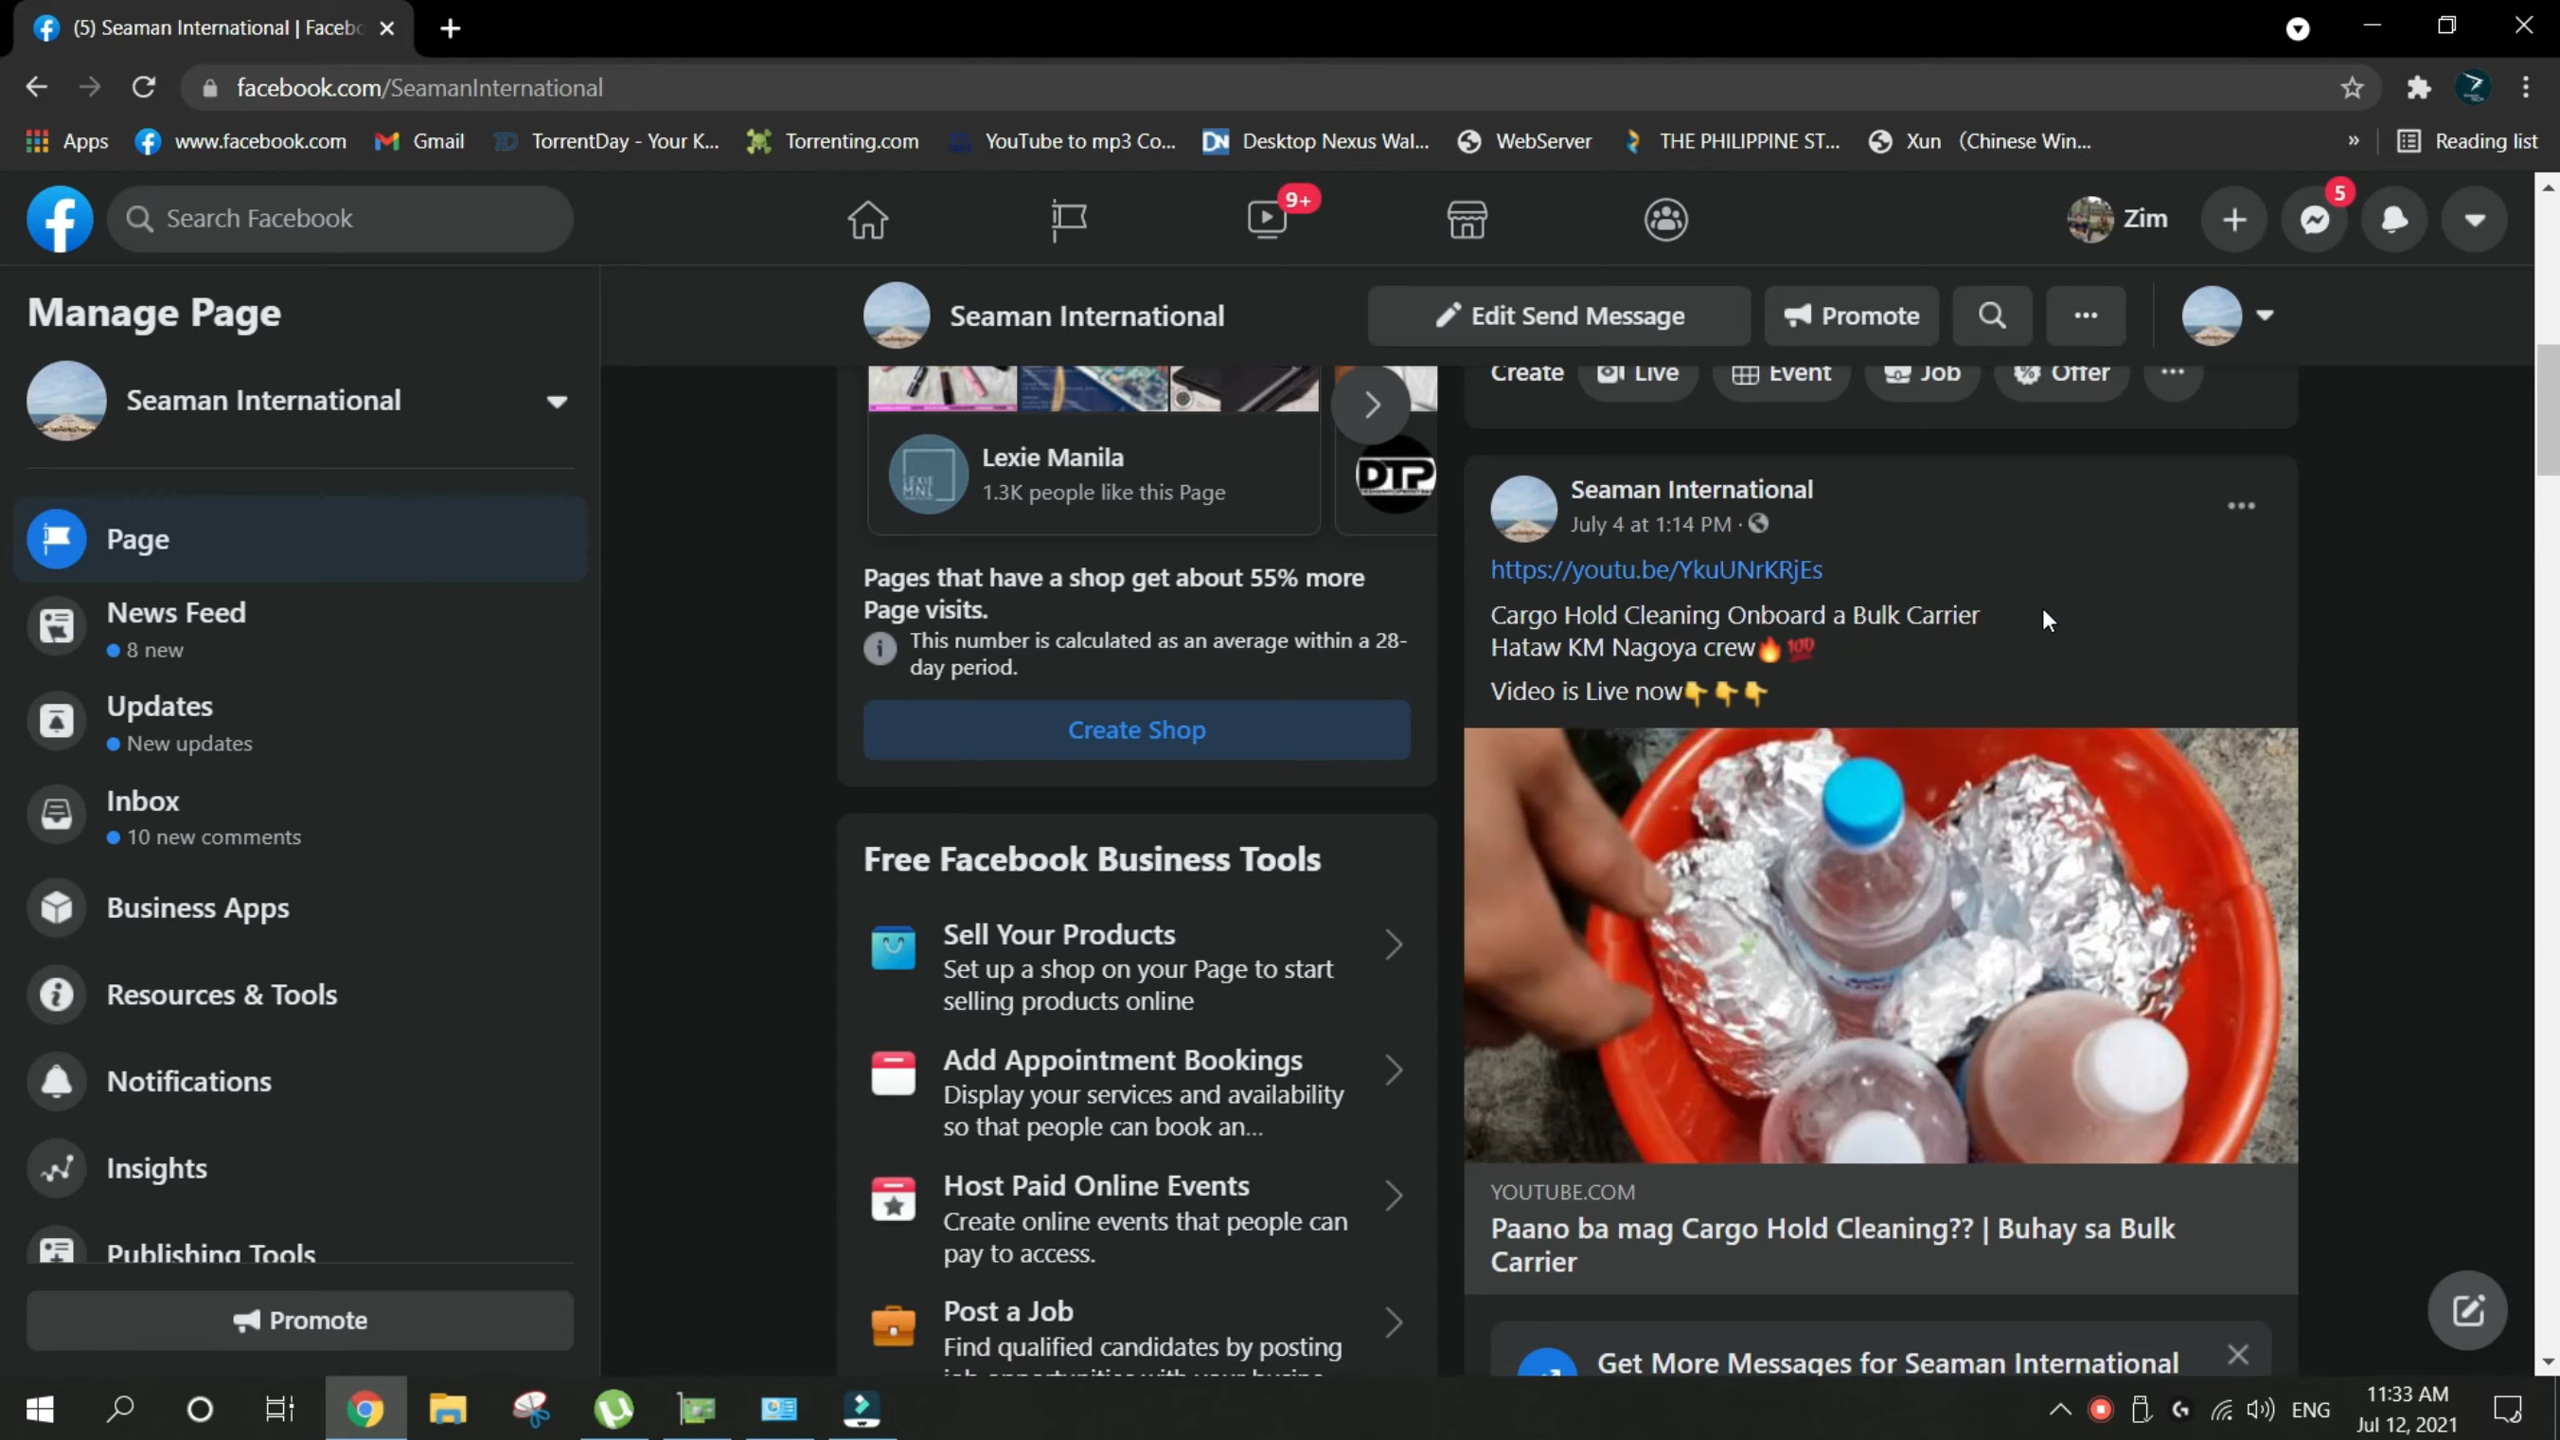 (5) Seaman International | Facebo
facebook.com/SeamanInternational
Apps
www.facebook.com
Gmail
TorrentDay - Your K...
Torrenting.com
YouTube to mp3 Co...
DN
Desktop Nexus Wal...
WebServer
THE PHILIPPINE ST...
Xun (Chinese Win...
»
Reading list
Search Facebook
9+
Zim
5
Manage Page
Seaman International
Page
News Feed
8 new
Updates
New updates
Inbox
10 new comments
Business Apps
Resources & Tools
Notifications
Insights
Publishing Tools
Promote
Seaman International
Edit Send Message
Promote
LEXIE
MNL
Lexie Manila
1.3K people like this Page
DTP
Pages that have a shop get about 55% more
Page visits.
This number is calculated as an average within a 28-
day period.
Create Shop
Free Facebook Business Tools
Sell Your Products
Set up a shop on your Page to start
selling products online
Add Appointment Bookings
Display your services and availability
so that people can book an...
Host Paid Online Events
Create online events that people can
pay to access.
Post a Job
Find qualified candidates by posting
job opportunities with your busine...
Create
Live
Event
Job
Offer
Seaman International
July 4 at 1:14 PM ·
https://youtu.be/YkuUNrKRjEs
Cargo Hold Cleaning Onboard a Bulk Carrier
Hataw KM Nagoya crew🔥💯
Video is Live now👇👇👇
YOUTUBE.COM
Paano ba mag Cargo Hold Cleaning?? | Buhay sa Bulk
Carrier
Get More Messages for Seaman International
ENG
11:33 AM
Jul 12, 2021